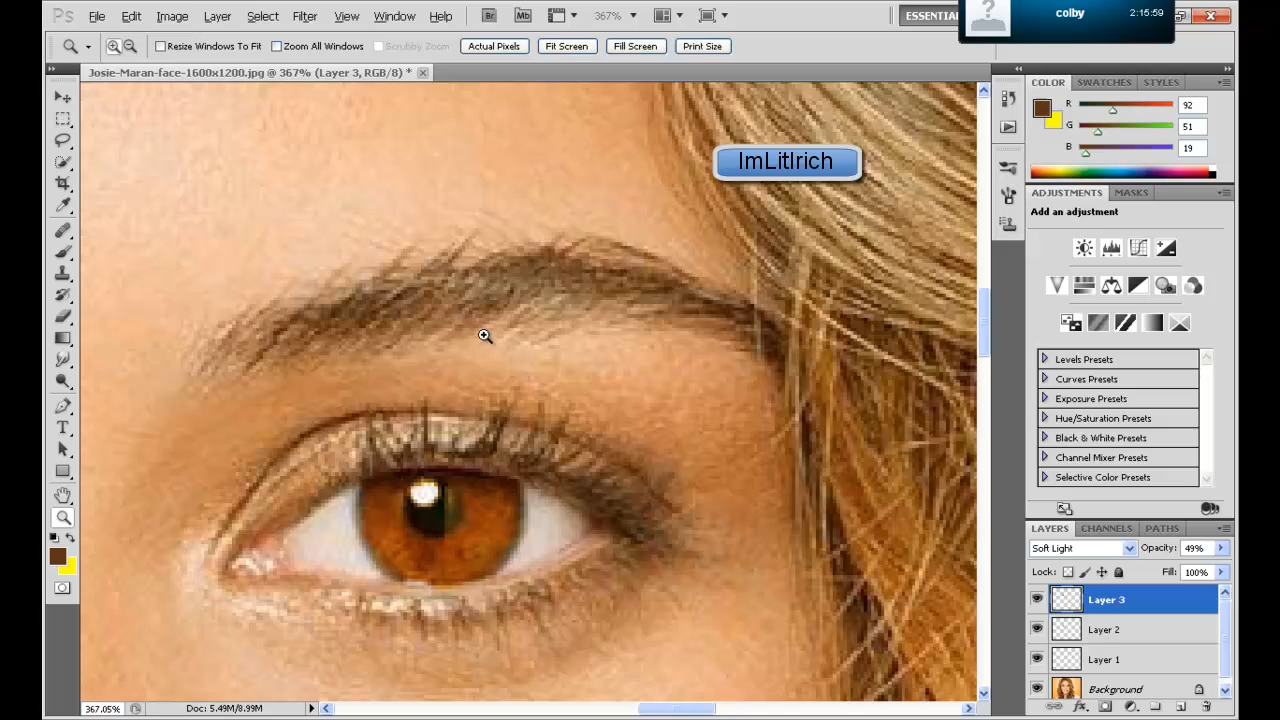 Ps File Edit Image Layer Select Filter View Window Help Br Mb 367% ESSENTIA
colby 2:15:59
Resize Windows To Fit Zoom All Windows Scrubby Zoom Actual Pixels Fit Screen Fill Screen Print Size
Josie-Maran-face-1600x1200.jpg @ 367% (Layer 3, RGB/8) *
COLOR SWATCHES STYLES
R 92
G 51
B 19
ImLitlrich
ADJUSTMENTS MASKS
Add an adjustment
Levels Presets
Curves Presets
Exposure Presets
Hue/Saturation Presets
Black & White Presets
Channel Mixer Presets
Selective Color Presets
T
LAYERS CHANNELS PATHS
Soft Light Opacity: 49%
Lock: Fill: 100%
Layer 3
Layer 2
Layer 1
Background
367.05% Doc: 5.49M/8.99M
fx